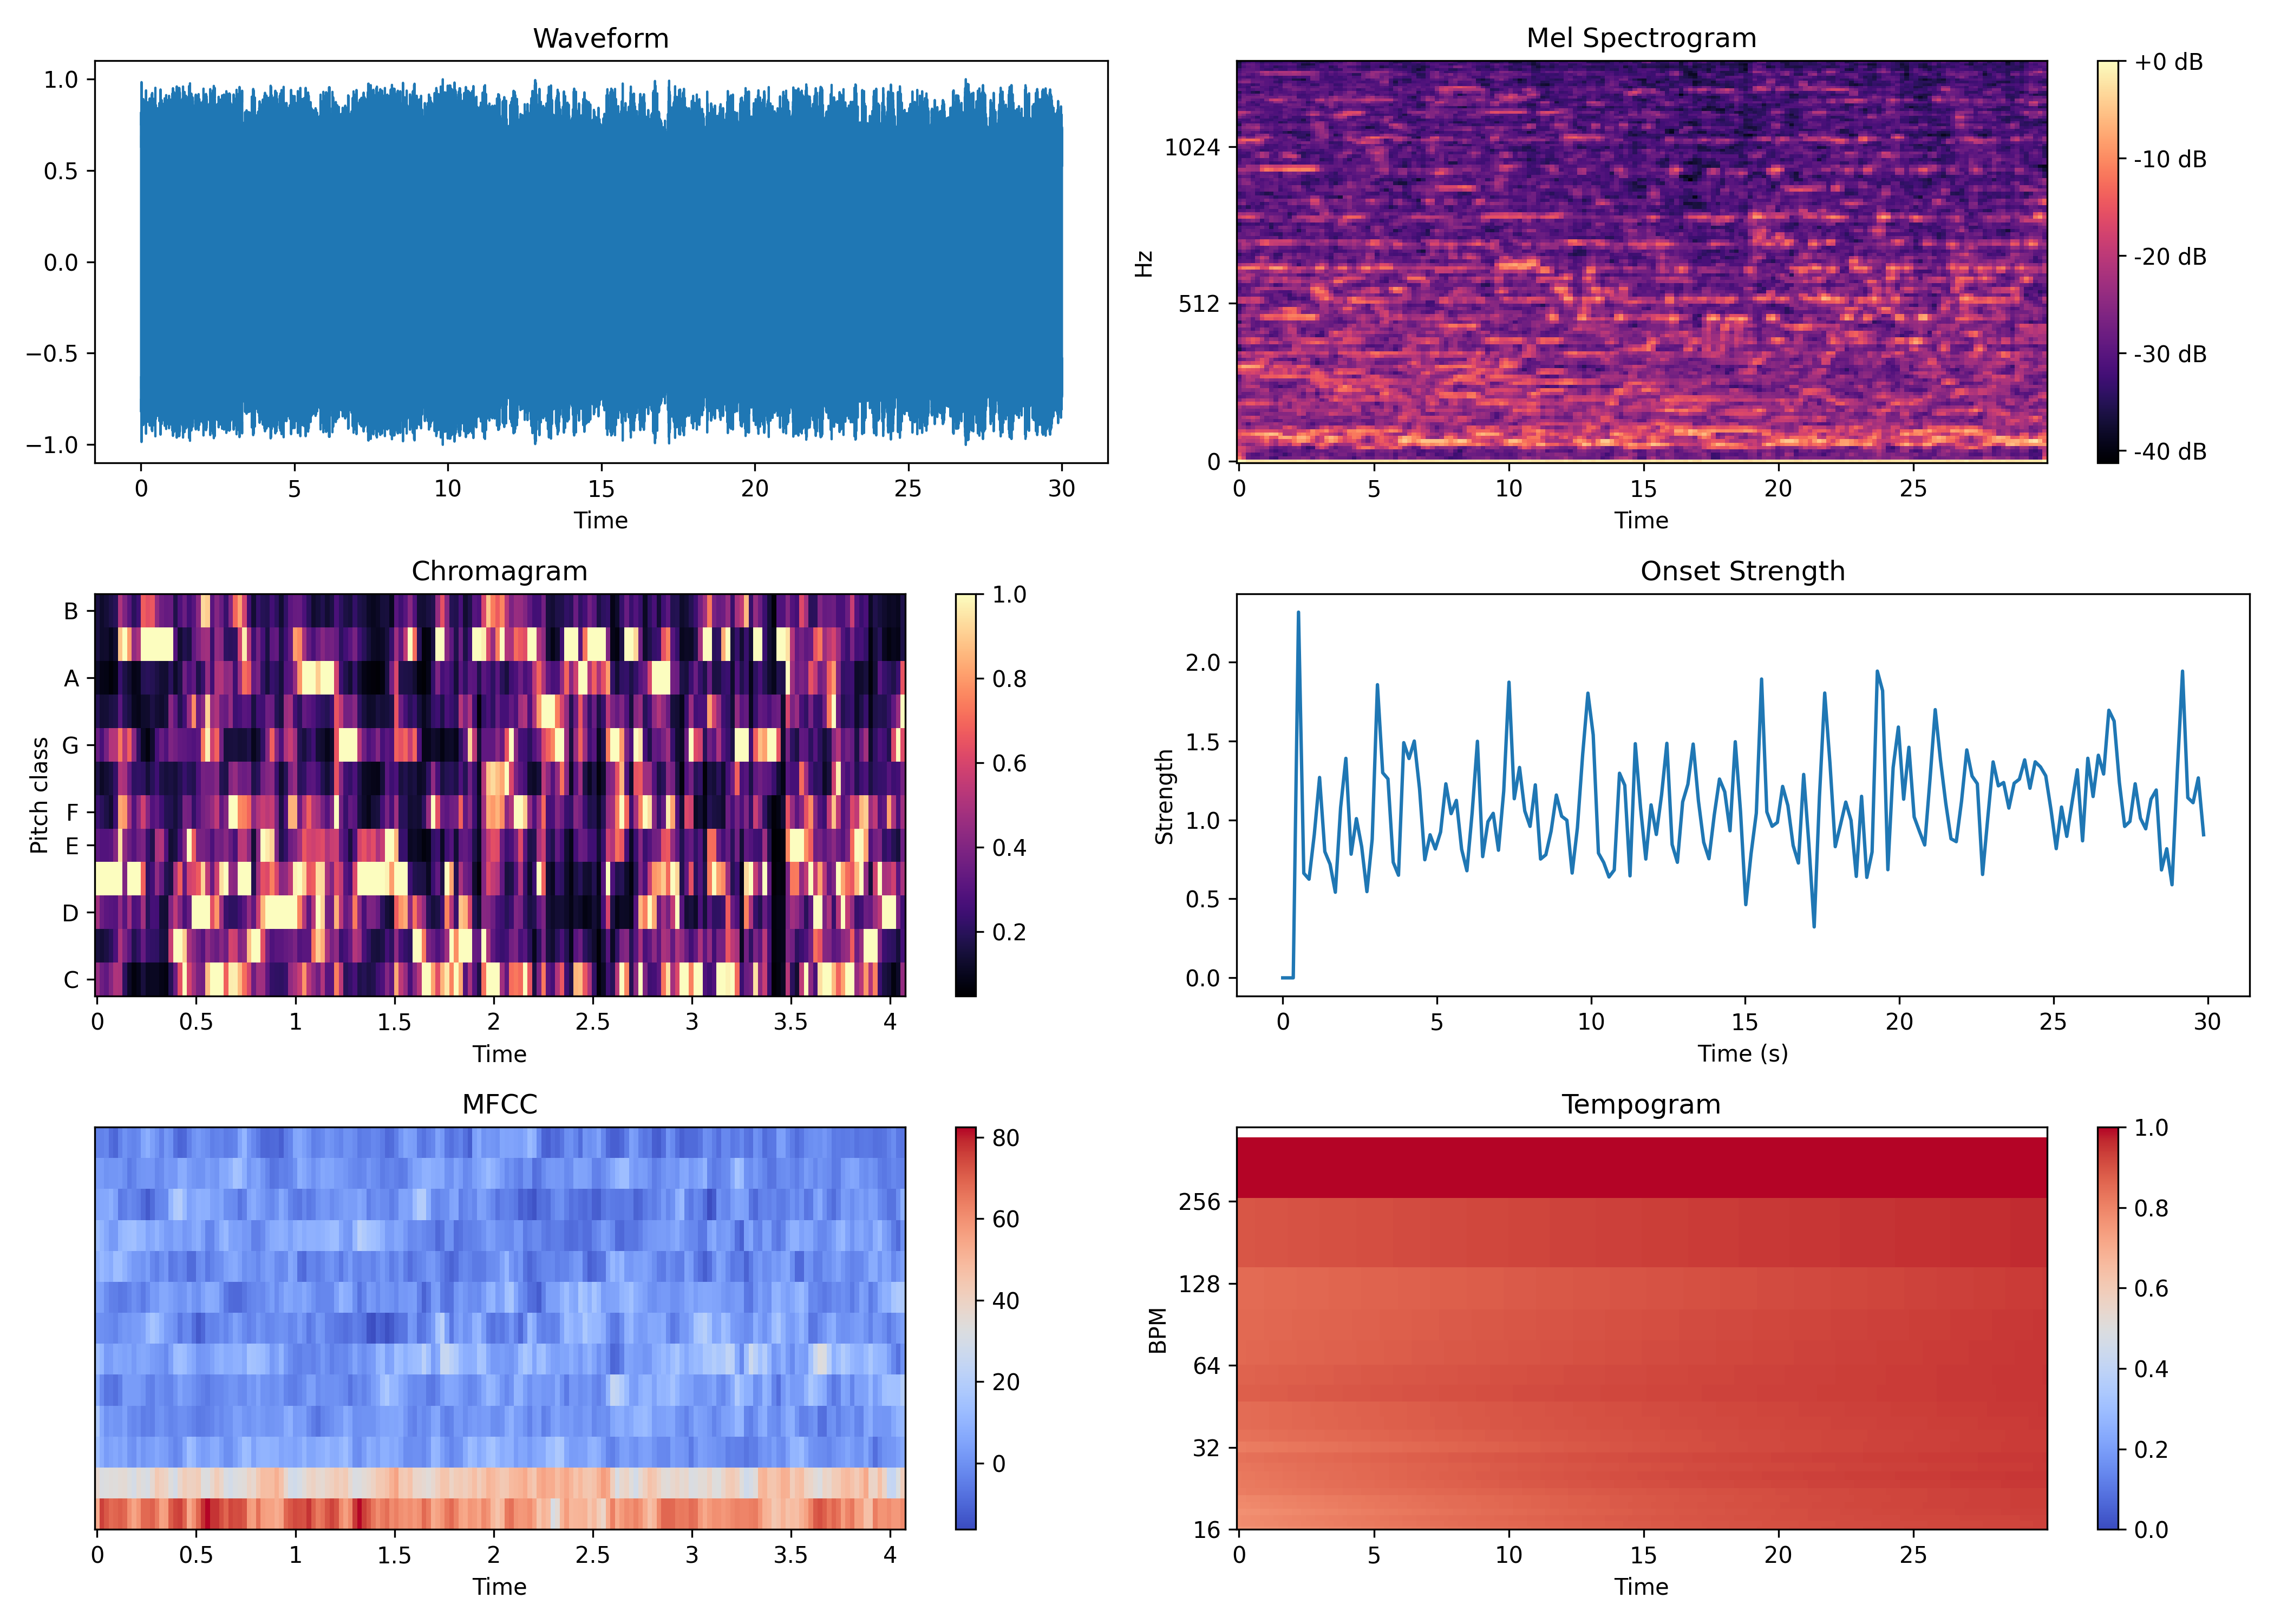 Waveform
1.0
0.5
0.0
−0.5
−1.0
0 5 10 15 20 25 30
Time
Mel Spectrogram
Hz
1024
512
0
0 5 10 15 20 25
Time
+0 dB
-10 dB
-20 dB
-30 dB
-40 dB
Chromagram
Pitch class
B
A
G
F
E
D
C
0 0.5 1 1.5 2 2.5 3 3.5 4
Time
1.0
0.8
0.6
0.4
0.2
Onset Strength
Strength
2.0
1.5
1.0
0.5
0.0
0 5 10 15 20 25 30
Time (s)
MFCC
0 0.5 1 1.5 2 2.5 3 3.5 4
Time
80
60
40
20
0
Tempogram
BPM
256
128
64
32
16
0 5 10 15 20 25
Time
1.0
0.8
0.6
0.4
0.2
0.0